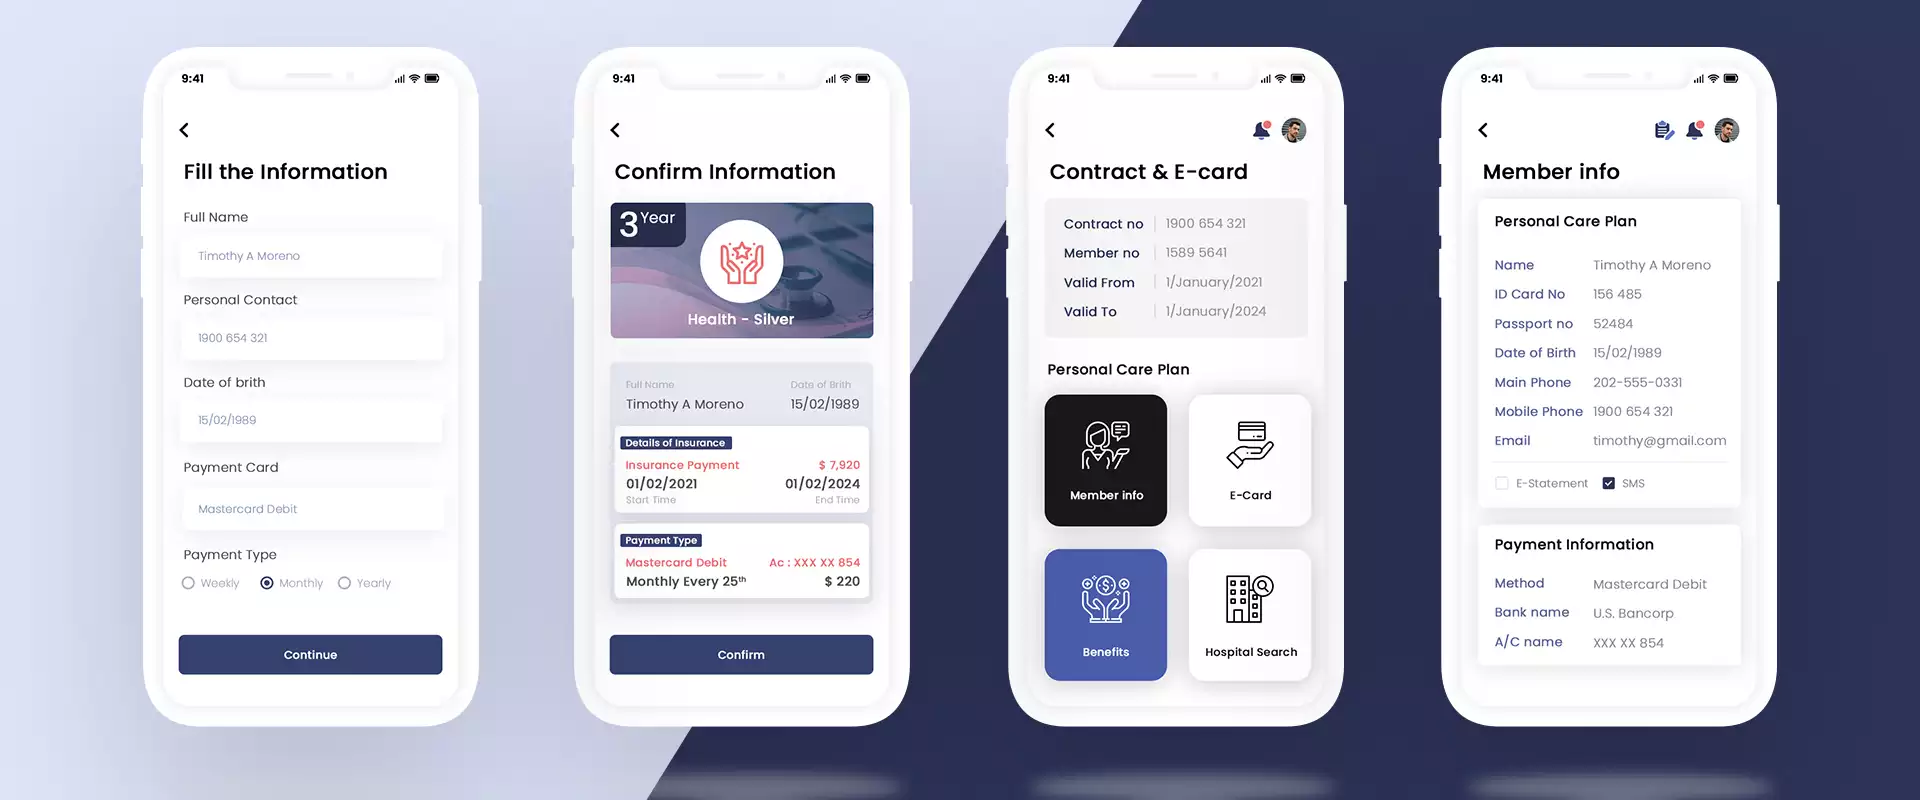 9:41
Fill the Information
Full Name
Timothy A Moreno
Personal Contact
1900 654 321
Date of brith
15/02/1989
Payment Card
Mastercard Debit
Payment Type
Weekly Monthly Yearly
Continue
9:41
Confirm Information
3 Year
Health - Silver
Full Name Date of Brith
Timothy A Moreno 15/02/1989
Details of Insurance
Insurance Payment $ 7,920
01/02/2021 01/02/2024
Start Time End Time
Payment Type
Mastercard Debit Ac : XXX XX 854
Monthly Every 25th $ 220
Confirm
9:41
Contract & E-card
Contract no 1900 654 321
Member no 1589 5641
Valid From 1/January/2021
Valid To 1/January/2024
Personal Care Plan
Member info E-Card
Benefits Hospital Search
9:41
Member info
Personal Care Plan
Name Timothy A Moreno
ID Card No 156 485
Passport no 52484
Date of Birth 15/02/1989
Main Phone 202-555-0331
Mobile Phone 1900 654 321
Email timothy@gmail.com
E-Statement SMS
Payment Information
Method Mastercard Debit
Bank name U.S. Bancorp
A/C name XXX XX 854